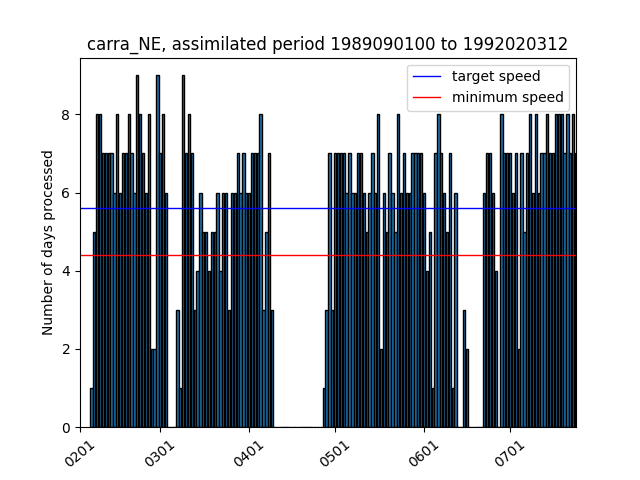 carra_NE, assimilated period 1989090100 to 1992020312
target speed
minimum speed
Number of days processed
8
6
4
2
0
0201 0301 0401 0501 0601 0701